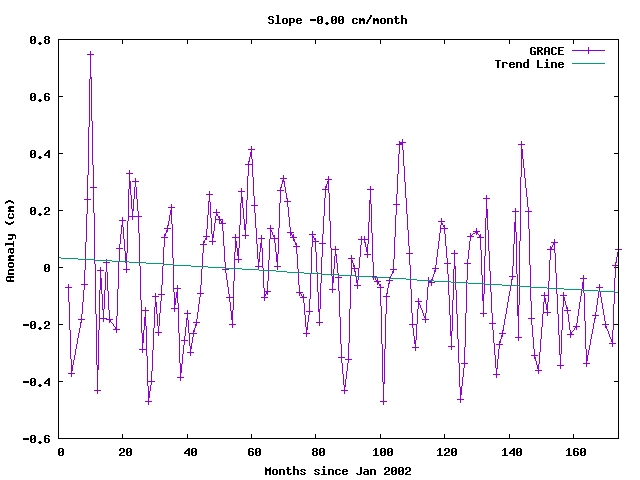 Slope -0.00 cm/month
GRACE
Trend Line
Anomaly (cm)
0.8
0.6
0.4
0.2
0
-0.2
-0.4
-0.6
0 20 40 60 80 100 120 140 160
Months since Jan 2002